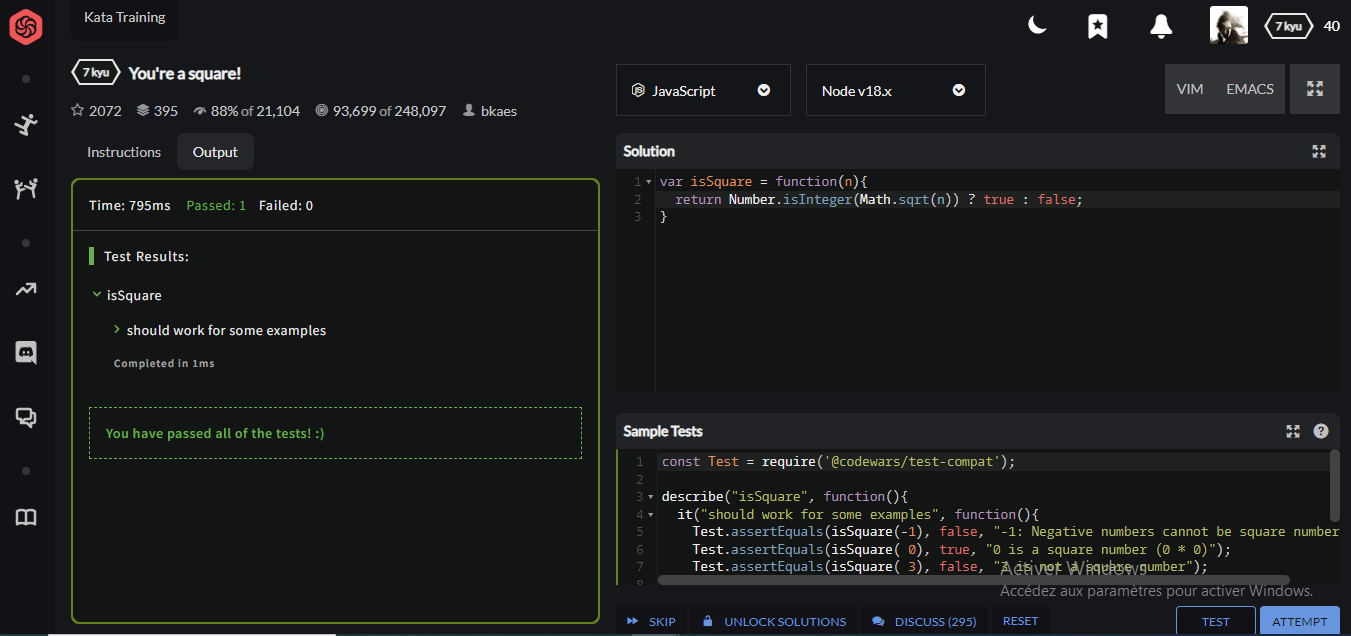 Kata Training
7 kyu
40
7 kyu You're a square!
2072 395 88% of 21,104 93,699 of 248,097 bkaes
Instructions Output
Time: 795ms Passed: 1 Failed: 0
Test Results:
isSquare
should work for some examples
Completed in 1ms
You have passed all of the tests! :)
JavaScript
Node v18.x
VIM EMACS
Solution
1 var isSquare = function(n){
2 return Number.isInteger(Math.sqrt(n)) ? true : false;
3 }
Sample Tests
?
1 const Test = require('@codewars/test-compat');
2
3 describe("isSquare", function(){
4 it("should work for some examples", function(){
5 Test.assertEquals(isSquare(-1), false, "-1: Negative numbers cannot be square number
6 Test.assertEquals(isSquare( 0), true, "0 is a square number (0 * 0)");
7 Test.assertEquals(isSquare( 3), false, "3 is not a square number");
Activer Windows
Accédez aux paramètres pour activer Windows.
SKIP UNLOCK SOLUTIONS DISCUSS (295) RESET TEST ATTEMPT